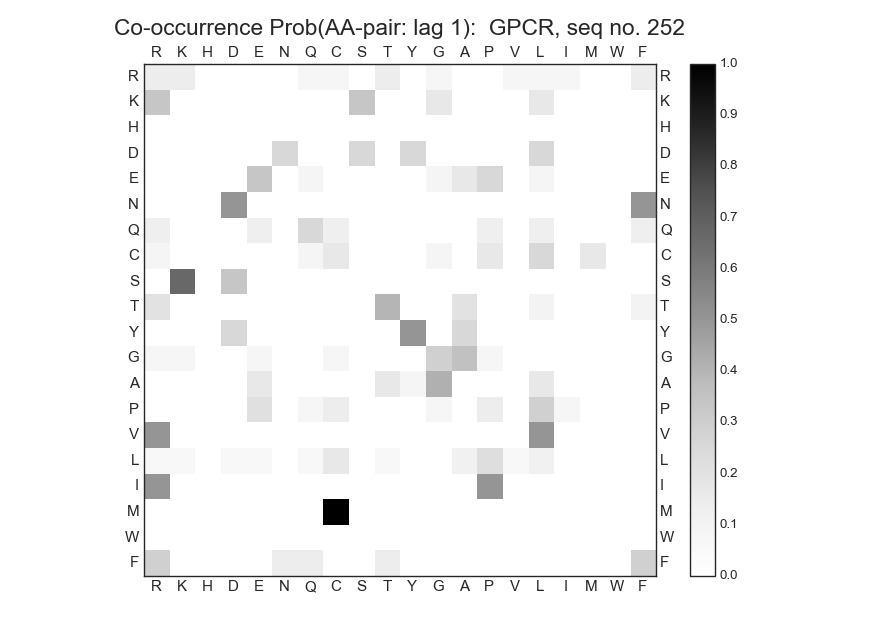 Co-occurrence Prob(AA-pair: lag 1):  GPCR, seq no. 252
R K H D E N Q C S T Y G A P V L I M W F
R R
K K
H H
D D
E E
N N
Q Q
C C
S S
T T
Y Y
G G
A A
P P
V V
L L
I I
M M
W W
F F
R K H D E N Q C S T Y G A P V L I M W F
1.0
0.9
0.8
0.7
0.6
0.5
0.4
0.3
0.2
0.1
0.0